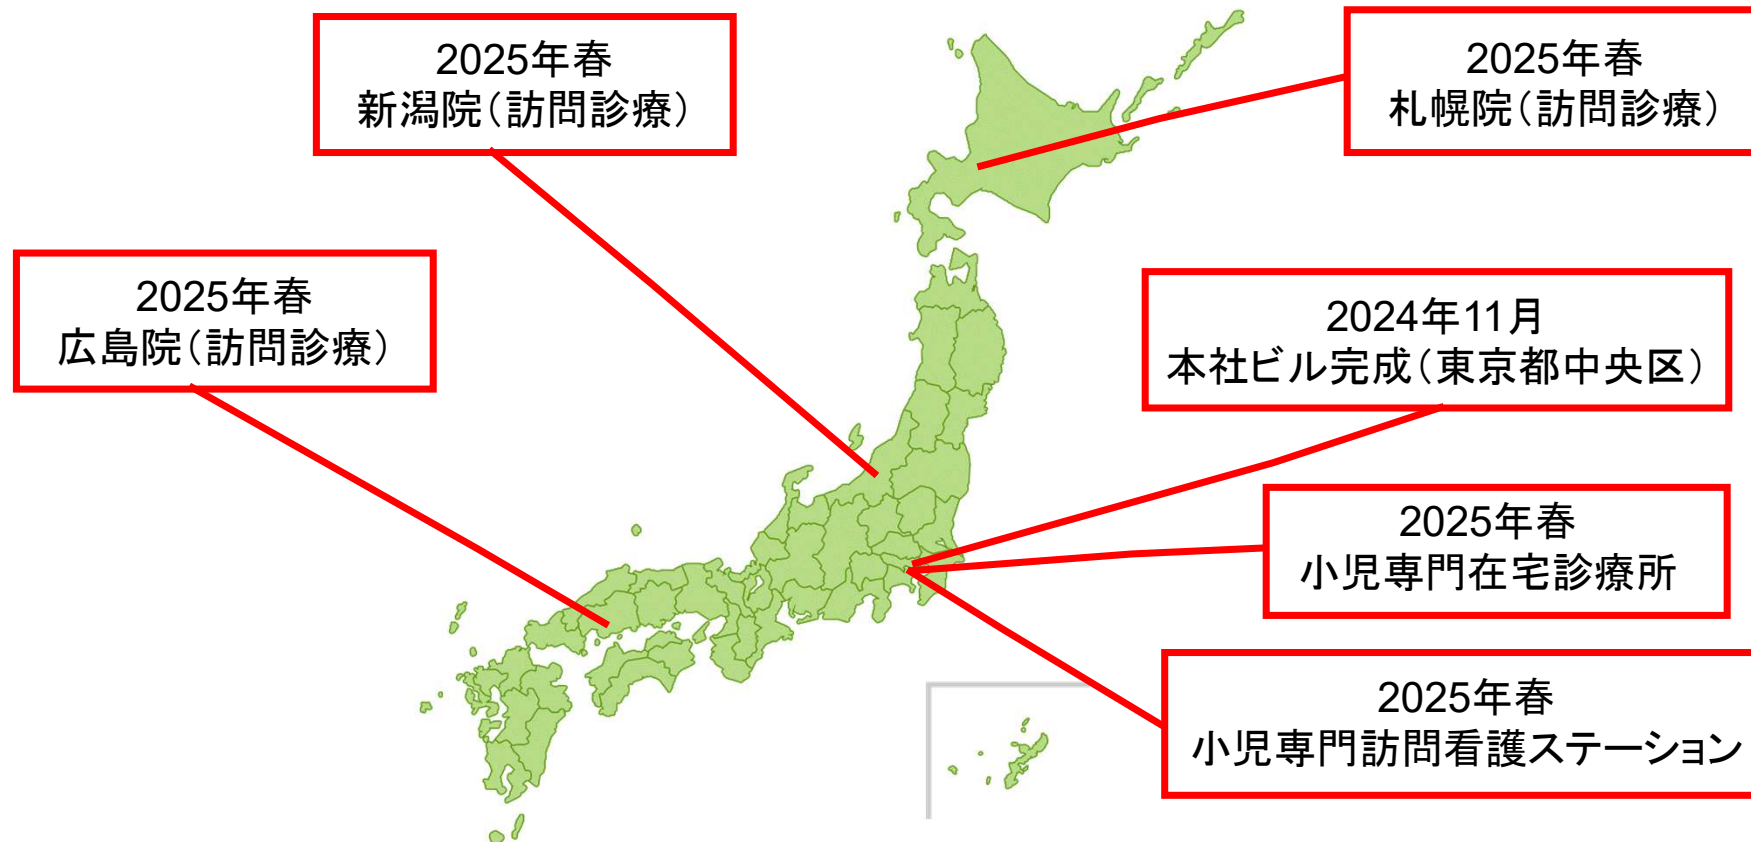 2025年春
新潟院（訪問診療）
2025年春
札幌院（訪問診療）
2025年春
広島院（訪問診療）
2024年11月
本社ビル完成（東京都中央区）
2025年春
小児専門在宅診療所
2025年春
小児専門訪問看護ステーション